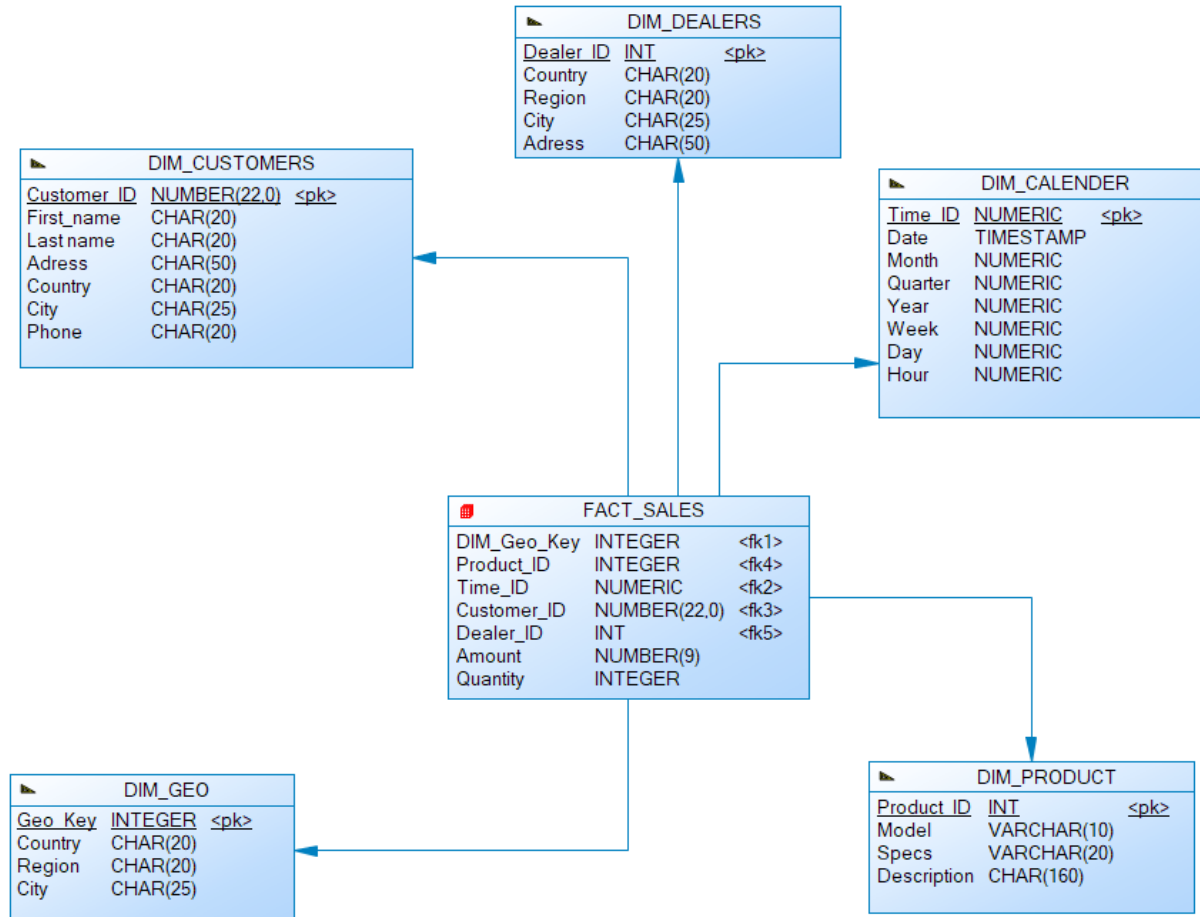 DIM_DEALERS
Dealer_ID INT <pk>
Country CHAR(20)
Region CHAR(20)
City CHAR(25)
Adress CHAR(50)
DIM_CUSTOMERS
Customer_ID NUMBER(22,0) <pk>
First_name CHAR(20)
Last name CHAR(20)
Adress CHAR(50)
Country CHAR(20)
City CHAR(25)
Phone CHAR(20)
DIM_CALENDER
Time_ID NUMERIC <pk>
Date TIMESTAMP
Month NUMERIC
Quarter NUMERIC
Year NUMERIC
Week NUMERIC
Day NUMERIC
Hour NUMERIC
FACT_SALES
DIM_Geo_Key INTEGER <fk1>
Product_ID INTEGER <fk4>
Time_ID NUMERIC <fk2>
Customer_ID NUMBER(22,0) <fk3>
Dealer_ID INT <fk5>
Amount NUMBER(9)
Quantity INTEGER
DIM_GEO
Geo_Key INTEGER <pk>
Country CHAR(20)
Region CHAR(20)
City CHAR(25)
DIM_PRODUCT
Product_ID INT <pk>
Model VARCHAR(10)
Specs VARCHAR(20)
Description CHAR(160)